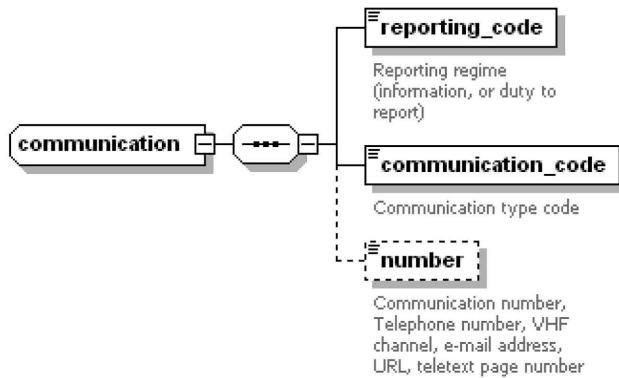 reporting_code
Reporting regime
(information, or duty to
report)
communication
communication_code
Communication type code
number
Communication number,
Telephone number, VHF
channel, e-mail address,
URL, teletext page number